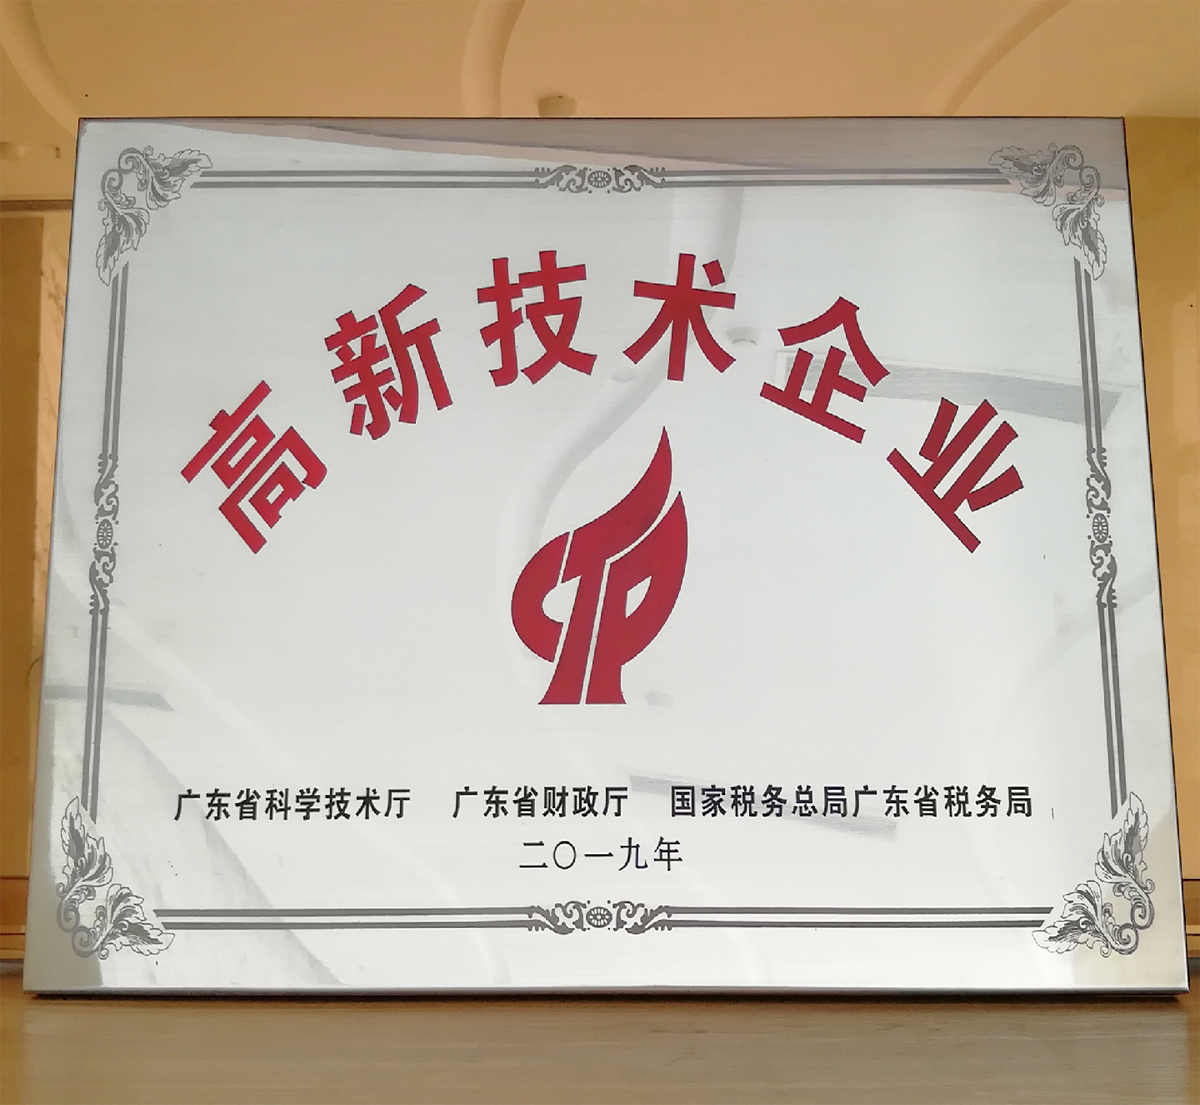 高新技术企业
广东省科学技术厅 广东省财政厅 国家税务总局广东省税务局
二〇一九年